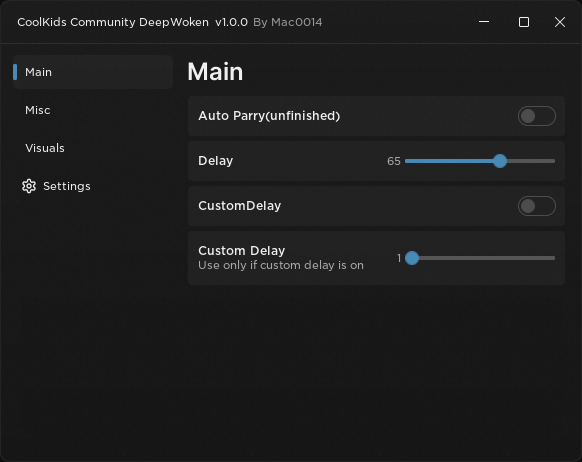 CoolKids Community DeepWoken v1.0.0 By Mac0014
Main
Misc
Visuals
Settings
Main
Auto Parry(unfinished)
Delay 65
CustomDelay
Custom Delay
Use only if custom delay is on
1